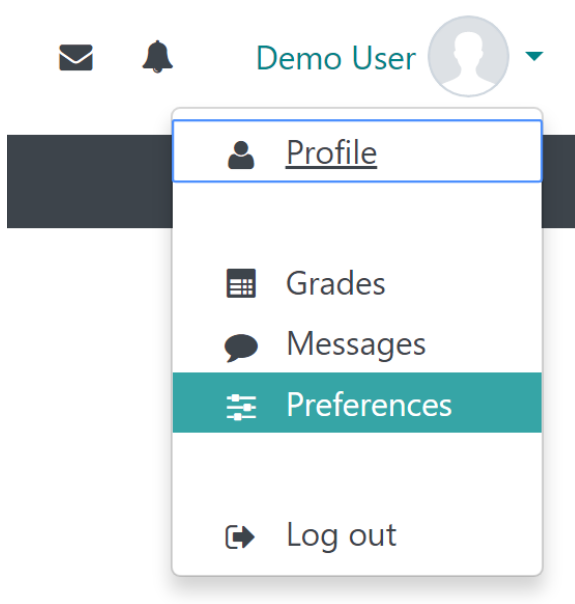 Demo User
Profile
Grades
Messages
Preferences
Log out